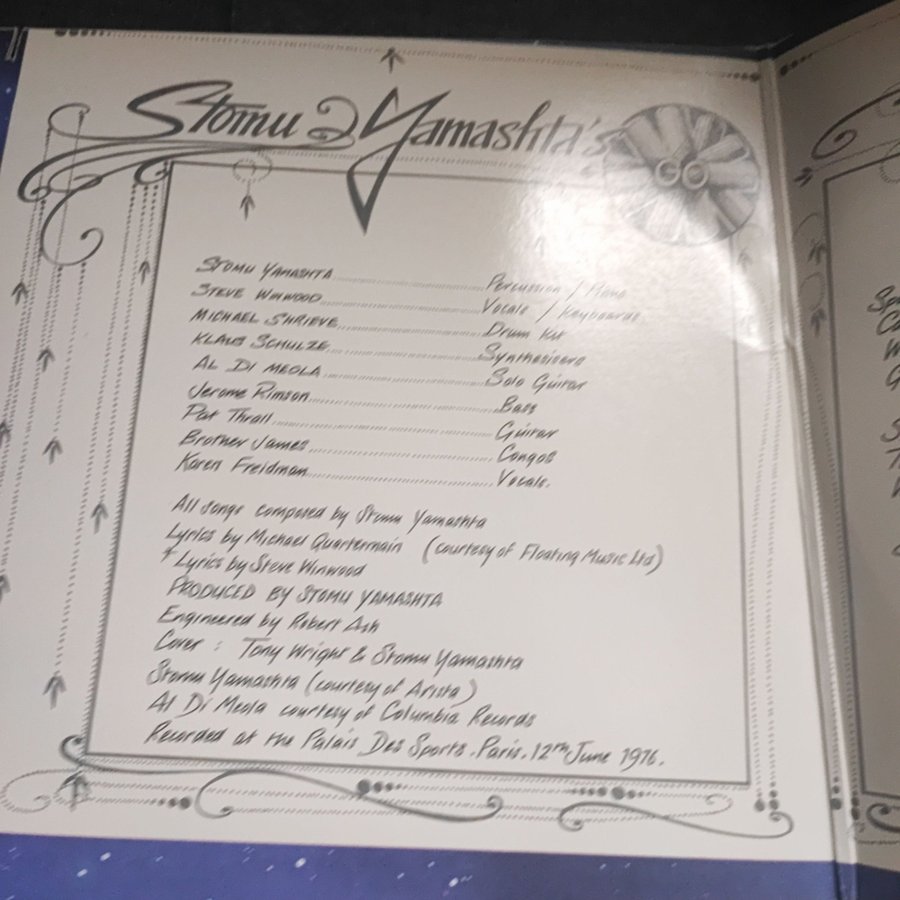 Stomu Yamashta's
GO
STOMU YAMASHTA Percussion / Piano
STEVE WINWOOD Vocals / Keyboards
MICHAEL SHRIEVE Drum Kit
KLAUS SCHULZE Synthesisers
AL DI MEOLA Solo Guitar
Jerome Rimson Bass
Pat Thrall Guitar
Brother James Congas
Karen Freidman Vocals.
All songs composed by Stomu Yamashta
Lyrics by Michael Quartermain (courtesy of Floating Music Ltd)
Lyrics by Steve Winwood
PRODUCED BY STOMU YAMASHTA
Engineered by Robert Ash
Cover : Tony Wright & Stomu Yamashta
Stomu Yamashta (courtesy of Arista)
Al Di Meola courtesy of Columbia Records
Recorded at the Palais Des Sports. Paris. 12th June 1976.